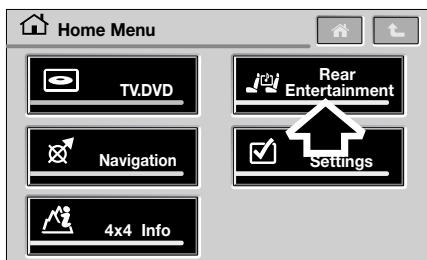 Home Menu
TV.DVD
Rear
Entertainment
Navigation
Settings
4x4 Info